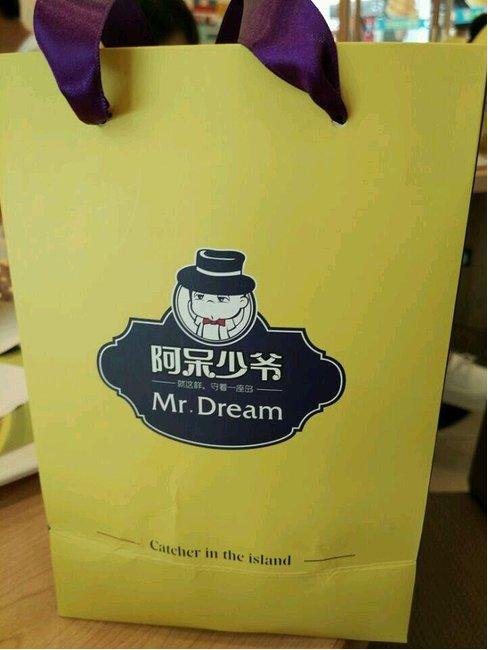 阿呆少爷
就这样，守着一座岛
Mr. Dream
Catcher in the island